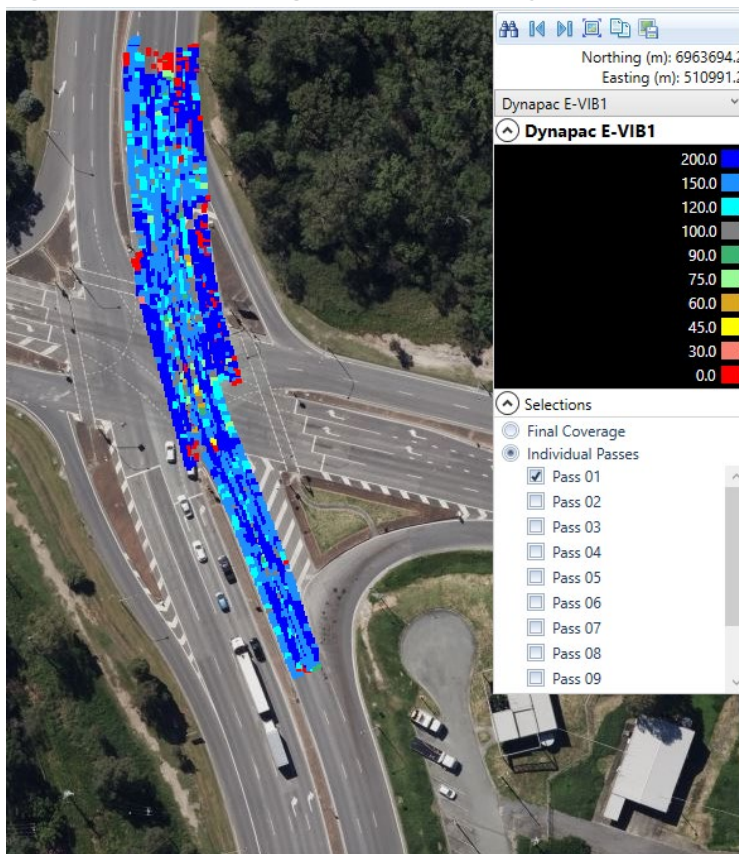 Northing (m): 6963694.2
Easting (m): 510991.2
Dynapac E-VIB1
Dynapac E-VIB1
200.0
150.0
120.0
100.0
90.0
75.0
60.0
45.0
30.0
0.0
Selections
Final Coverage
Individual Passes
Pass 01
Pass 02
Pass 03
Pass 04
Pass 05
Pass 06
Pass 07
Pass 08
Pass 09